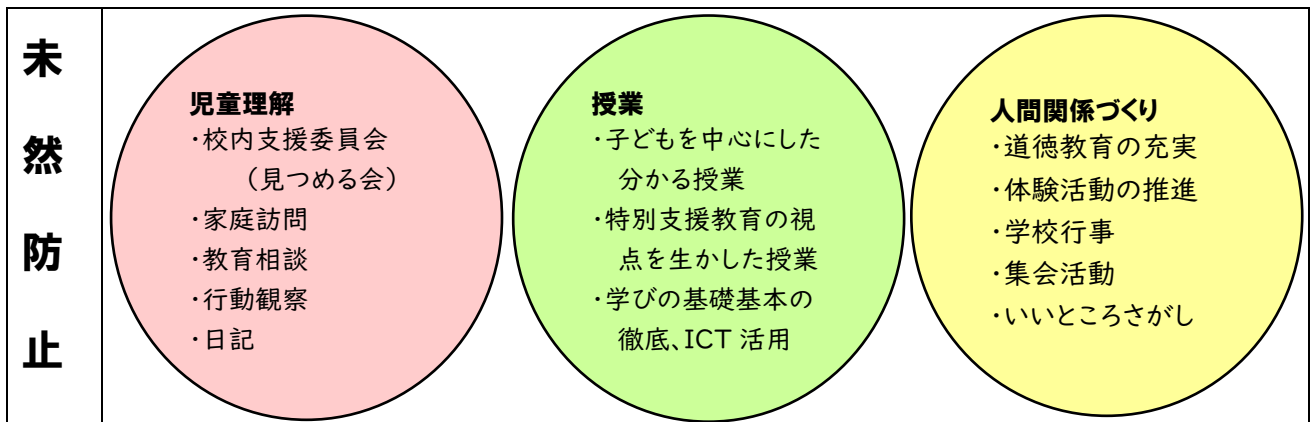 未然防止
児童理解
・校内支援委員会
（見つめる会）
・家庭訪問
・教育相談
・行動観察
・日記
授業
・子どもを中心にした
分かる授業
・特別支援教育の視
点を生かした授業
・学びの基礎基本の
徹底、ICT 活用
人間関係づくり
・道徳教育の充実
・体験活動の推進
・学校行事
・集会活動
・いいところさがし